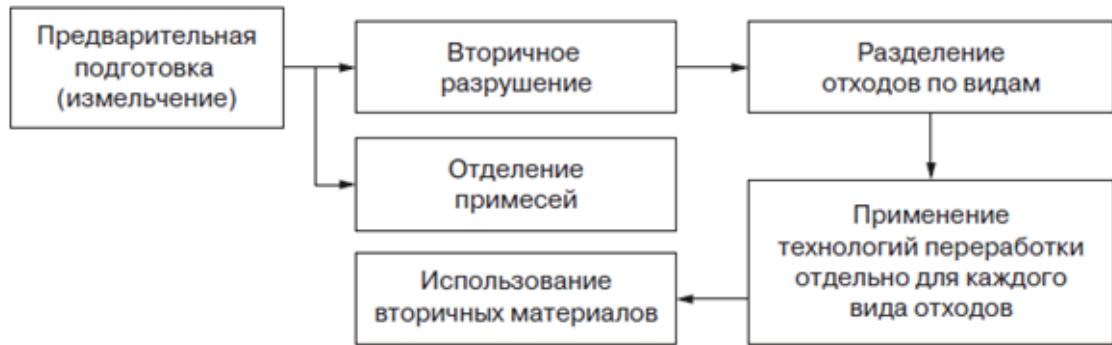 Предварительная
подготовка
(измельчение)
Вторичное
разрушение
Разделение
отходов по видам
Отделение
примесей
Применение
технологий переработки
отдельно для каждого
вида отходов
Использование
вторичных материалов